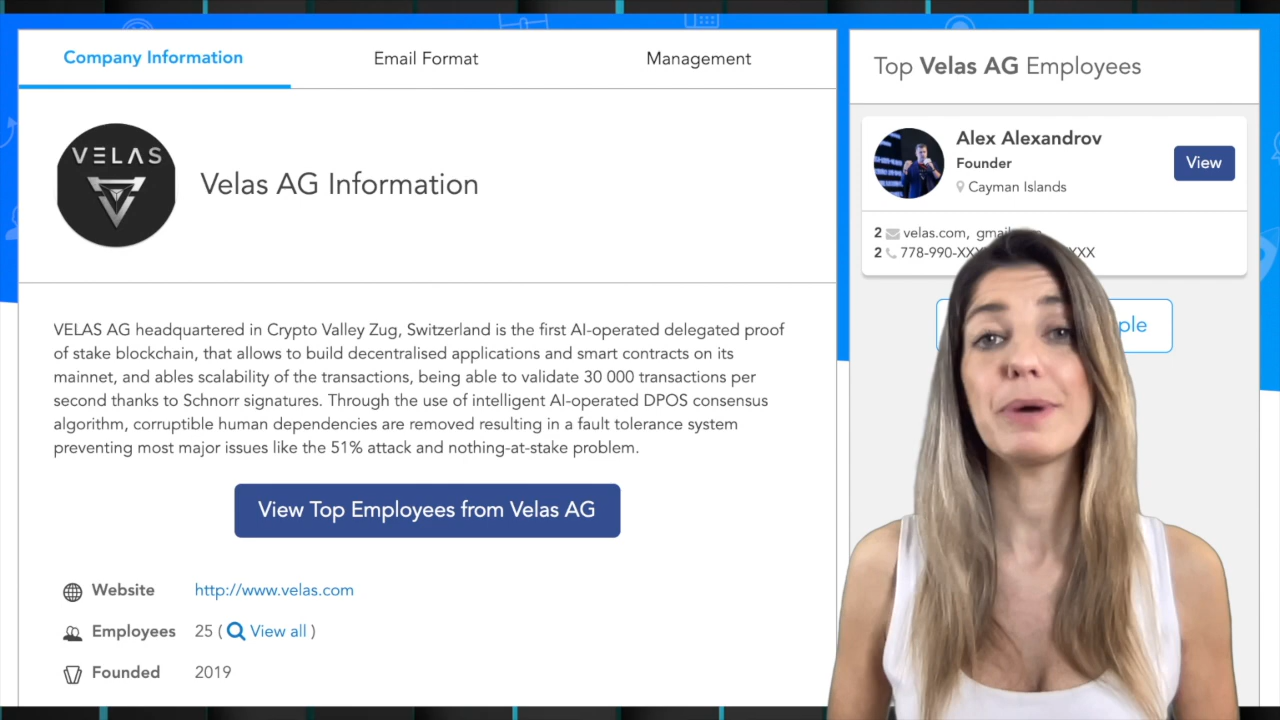 Company Information
Email Format
Management
VELAS
Velas AG Information
VELAS AG headquartered in Crypto Valley Zug, Switzerland is the first AI-operated delegated proof
of stake blockchain, that allows to build decentralised applications and smart contracts on its
mainnet, and ables scalability of the transactions, being able to validate 30 000 transactions per
second thanks to Schnorr signatures. Through the use of intelligent AI-operated DPOS consensus
algorithm, corruptible human dependencies are removed resulting in a fault tolerance system
preventing most major issues like the 51% attack and nothing-at-stake problem.
View Top Employees from Velas AG
Website http://www.velas.com
Employees 25 ( View all )
Founded 2019
Top Velas AG Employees
Alex Alexandrov
Founder
Cayman Islands
View
2 velas.com,
2 778-990-